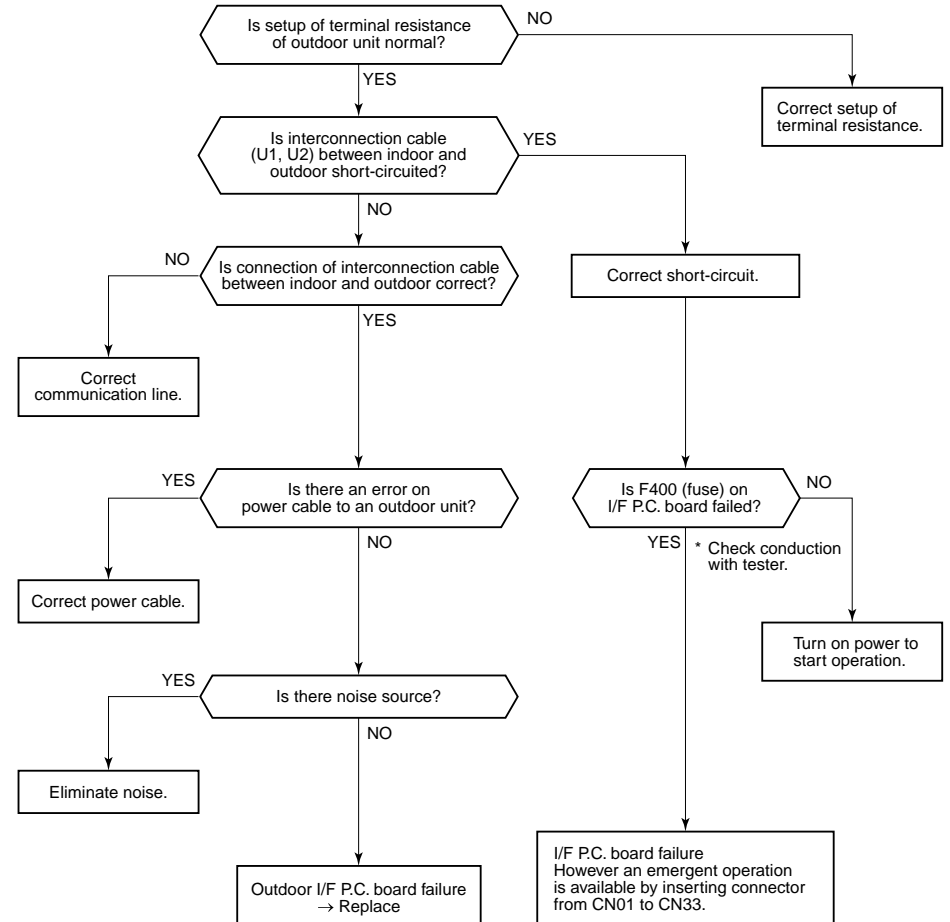 Is setup of terminal resistance
of outdoor unit normal?
NO
YES
Correct setup of
terminal resistance.
Is interconnection cable
(U1, U2) between indoor and
outdoor short-circuited?
YES
NO
NO
Is connection of interconnection cable
between indoor and outdoor correct?
YES
Correct short-circuit.
Correct
communication line.
YES
Is there an error on
power cable to an outdoor unit?
NO
Is F400 (fuse) on
I/F P.C. board failed?
NO
YES
* Check conduction
with tester.
Correct power cable.
Turn on power to
start operation.
YES
Is there noise source?
NO
Eliminate noise.
Outdoor I/F P.C. board failure
→ Replace
I/F P.C. board failure
However an emergent operation
is available by inserting connector
from CN01 to CN33.